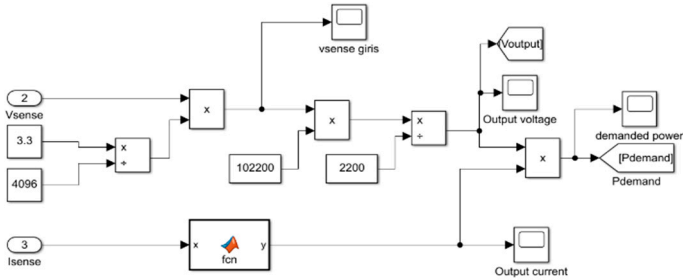 vsense giris
[Voutput]
2
Vsense
Output voltage
x
x
x
÷
demanded power
3.3
x
÷
102200
2200
x
[Pdemand]
4096
Pdemand
3
Isense
x
fcn
y
Output current